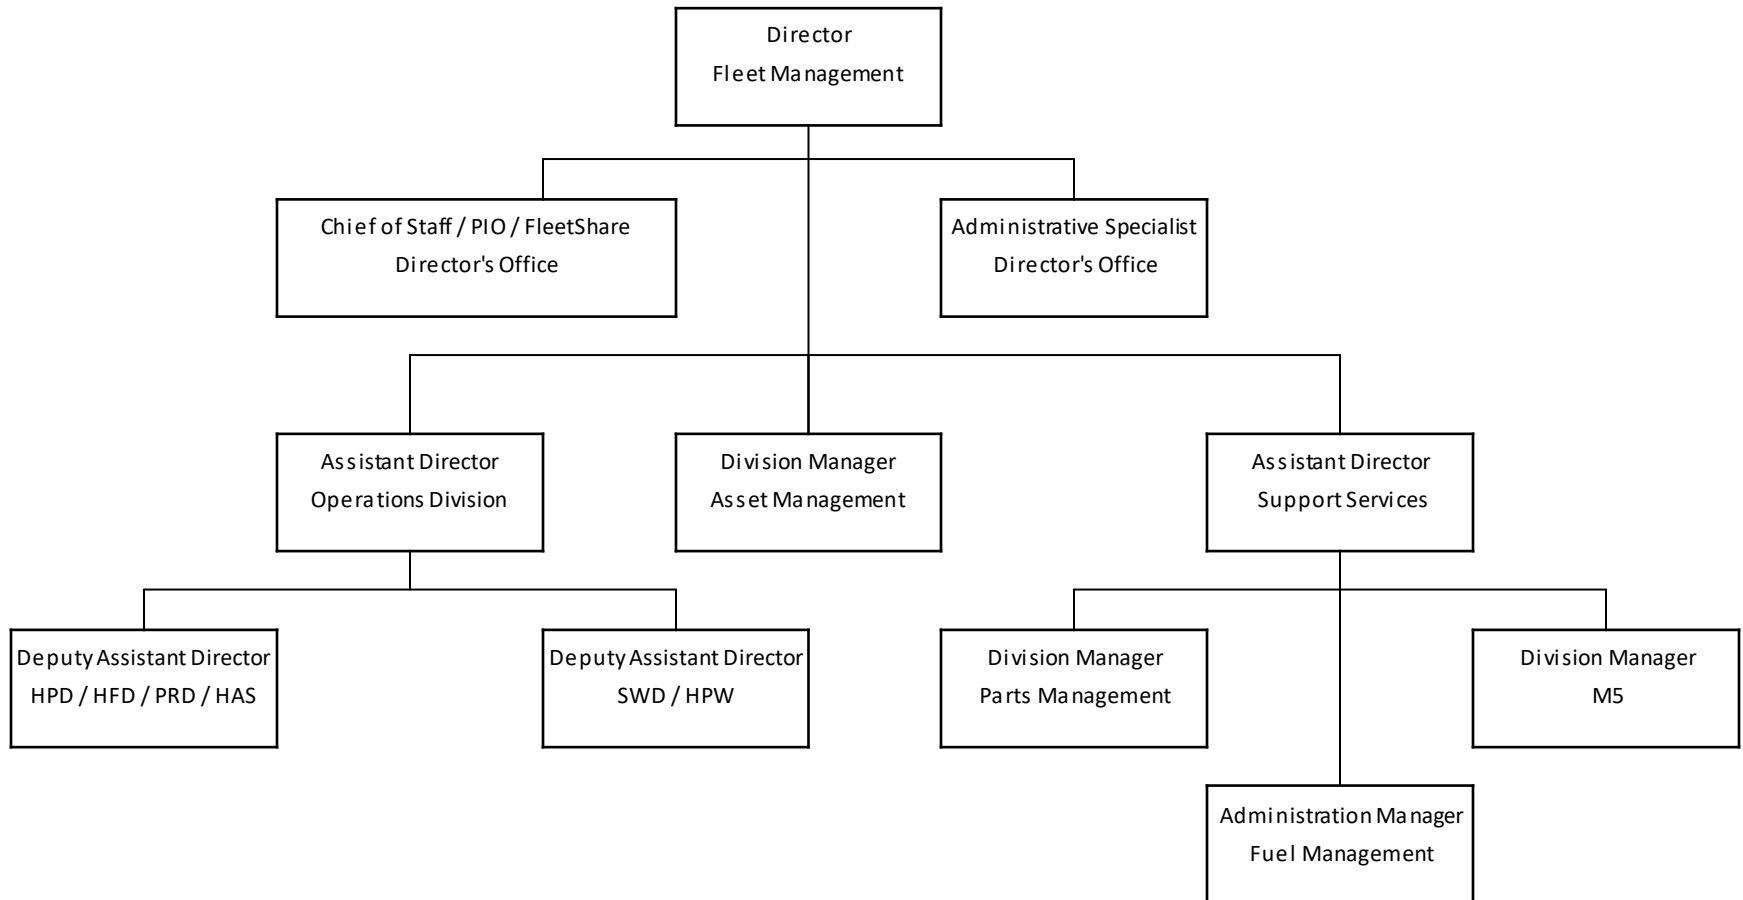 Director
Fleet Management
Chief of Staff / PIO / FleetShare
Director's Office
Administrative Specialist
Director's Office
Assistant Director
Operations Division
Division Manager
Asset Management
Assistant Director
Support Services
Deputy Assistant Director
HPD / HFD / PRD / HAS
Deputy Assistant Director
SWD / HPW
Division Manager
Parts Management
Division Manager
M5
Administration Manager
Fuel Management